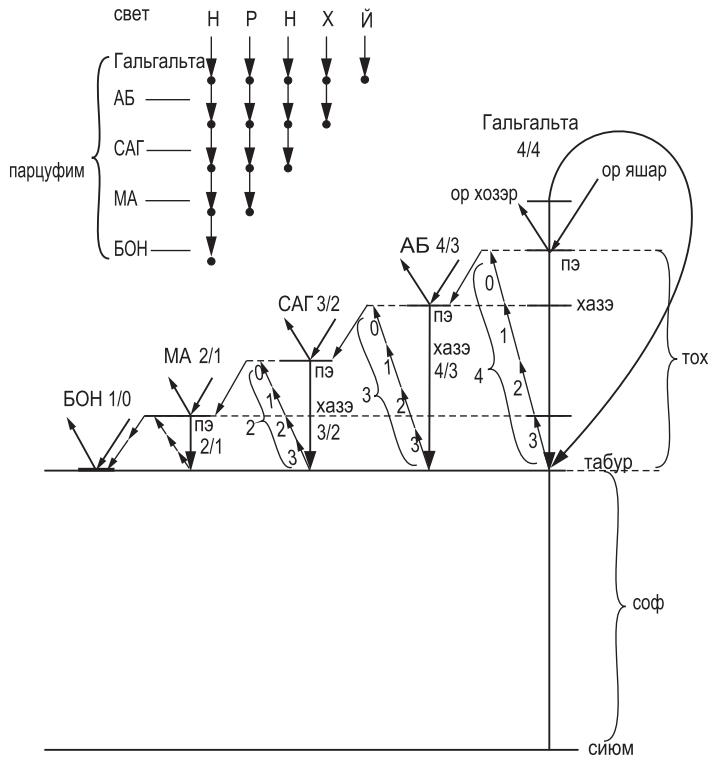 свет Н Р Н Х Й
Гальгальта
АБ
САГ
парцуфим
МА
БОН
Гальгальта
4/4
ор яшар
ор хозэр
АБ 4/3
пэ
0
САГ 3/2
пэ
хазэ
0
1
МА 2/1
пэ
хазэ
4/3
1
тох
БОН 1/0
0
3
4
2
пэ
2/1
1
хазэ
3/2
2
2
2
3
3
3
табур
соф
сиюм